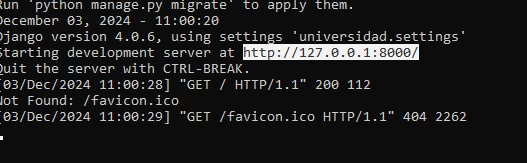 Run 'python manage.py migrate' to apply them.
December 03, 2024 - 11:00:20
Django version 4.0.6, using settings 'universidad.settings'
Starting development server at http://127.0.0.1:8000/
Quit the server with CTRL-BREAK.
[03/Dec/2024 11:00:28] "GET / HTTP/1.1" 200 112
Not Found: /favicon.ico
[03/Dec/2024 11:00:29] "GET /favicon.ico HTTP/1.1" 404 2262